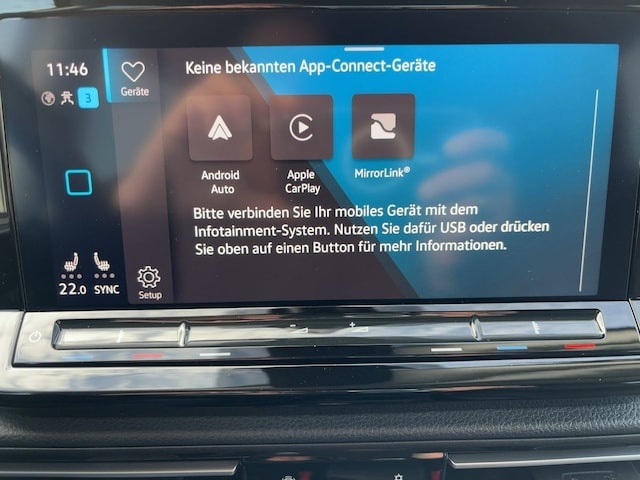 11:46
3
22.0 SYNC
Geräte
Setup
Keine bekannten App-Connect-Geräte
Android
Auto
Apple
CarPlay
MirrorLink®
Bitte verbinden Sie Ihr mobiles Gerät mit dem
Infotainment-System. Nutzen Sie dafür USB oder drücken
Sie oben auf einen Button für mehr Informationen.
- +